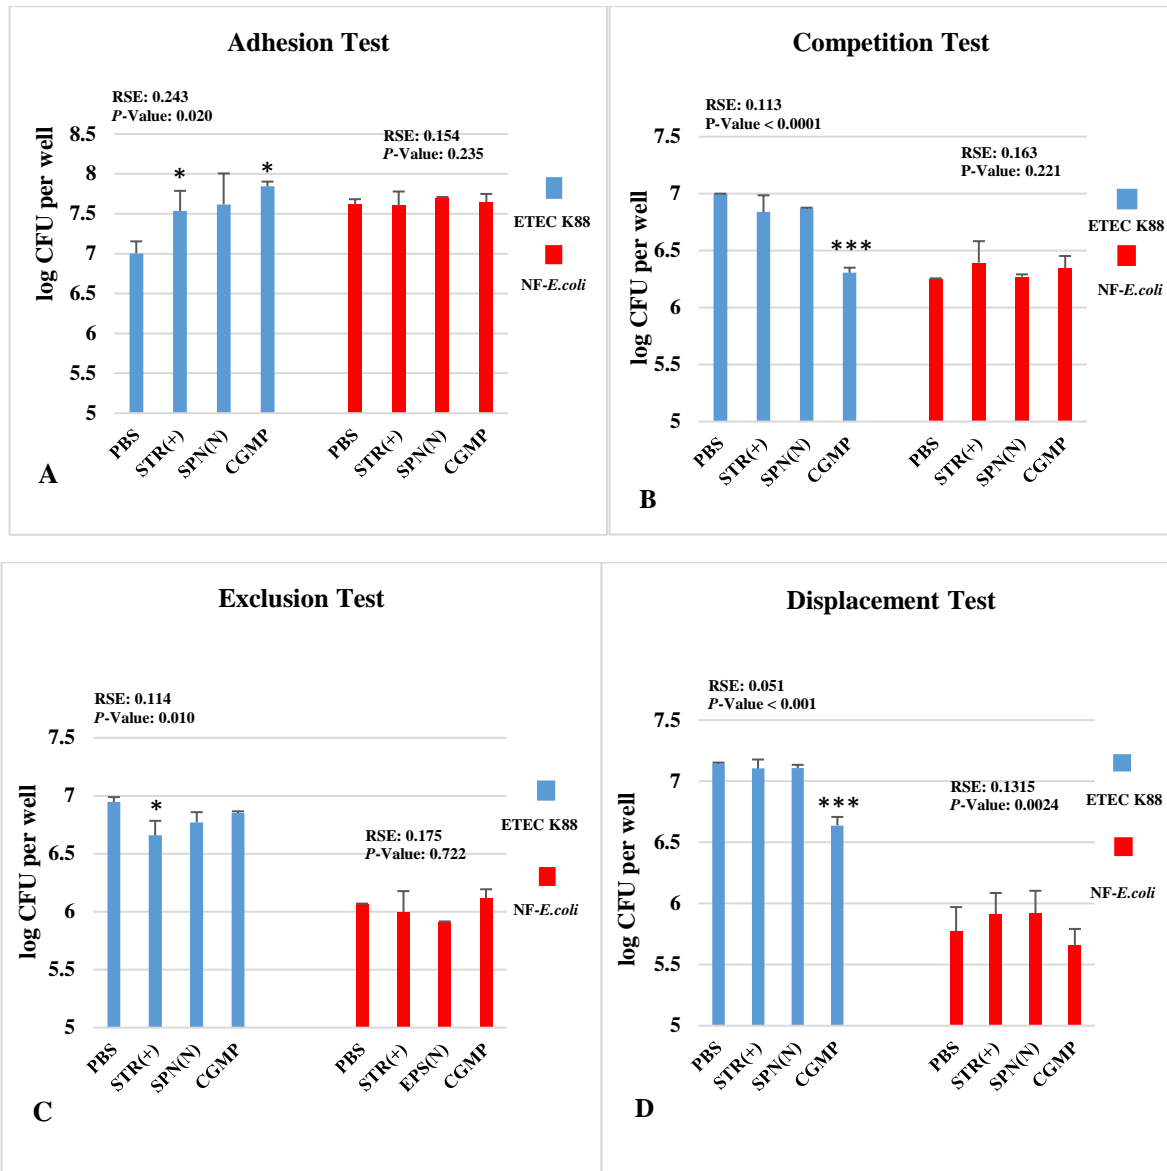 Adhesion Test
RSE: 0.243
P-Value: 0.020
RSE: 0.154
P-Value: 0.235
log CFU per well
8.5
8
7.5
7
6.5
6
5.5
5
*
*
PBS
STR(+)
SPN(N)
CGMP
PBS
STR(+)
SPN(N)
CGMP
ETEC K88
NF-E.coli
A
Competition Test
RSE: 0.113
P-Value < 0.0001
RSE: 0.163
P-Value: 0.221
log CFU per well
7.5
7
6.5
6
5.5
5
***
PBS
STR(+)
SPN(N)
CGMP
PBS
STR(+)
SPN(N)
CGMP
ETEC K88
NF-E.coli
B
Exclusion Test
RSE: 0.114
P-Value: 0.010
RSE: 0.175
P-Value: 0.722
log CFU per well
7.5
7
6.5
6
5.5
5
*
PBS
STR(+)
SPN(N)
CGMP
PBS
STR(+)
EPS(N)
CGMP
ETEC K88
NF-E.coli
C
Displacement Test
RSE: 0.051
P-Value < 0.001
RSE: 0.1315
P-Value: 0.0024
log CFU per well
7.5
7
6.5
6
5.5
5
***
PBS
STR(+)
SPN(N)
CGMP
PBS
STR(+)
SPN(N)
CGMP
ETEC K88
NF-E.coli
D